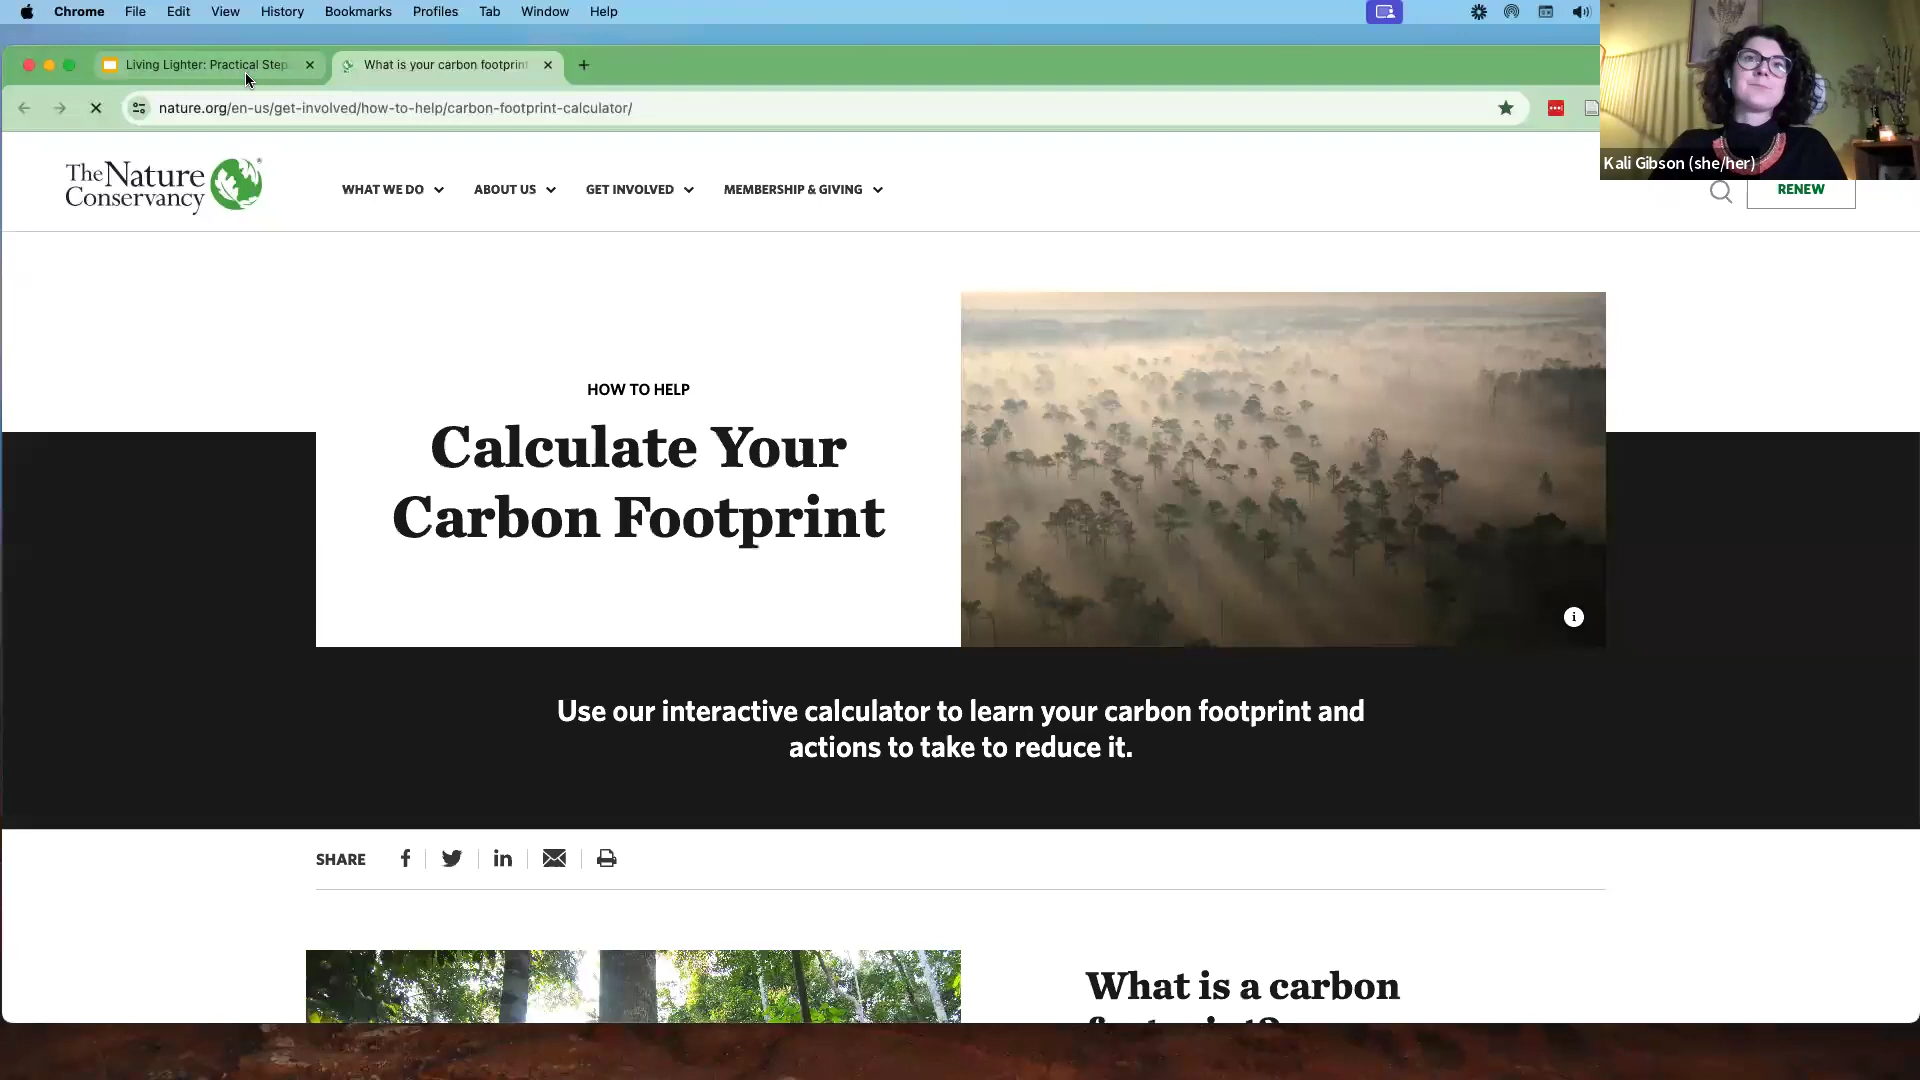 Chrome File Edit View History Bookmarks Profiles Tab Window Help
Living Lighter: Practical Step
What is your carbon footprint
nature.org/en-us/get-involved/how-to-help/carbon-footprint-calculator/
Kali Gibson (she/her)
The Nature
Conservancy
WHAT WE DO
ABOUT US
GET INVOLVED
MEMBERSHIP & GIVING
RENEW
HOW TO HELP
Calculate Your
Carbon Footprint
Use our interactive calculator to learn your carbon footprint and
actions to take to reduce it.
SHARE
What is a carbon
footprint?